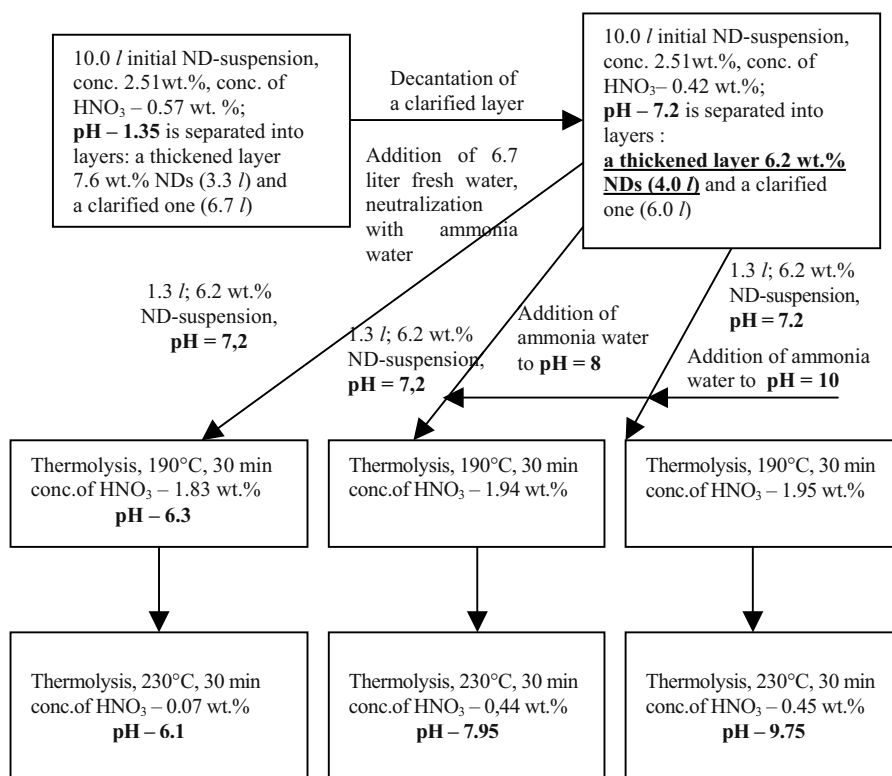 10.0 l initial ND-suspension,
conc. 2.51wt.%, conc. of
HNO₃ – 0.57 wt. %;
pH – 1.35 is separated into
layers: a thickened layer
7.6 wt.% NDs (3.3 l) and
a clarified one (6.7 l)
Decantation of
a clarified layer
Addition of 6.7
liter fresh water,
neutralization
with ammonia
water
10.0 l initial ND-suspension,
conc. 2.51 wt.%, conc. of
HNO₃– 0.42 wt.%;
pH – 7.2 is separated into
layers :
a thickened layer 6.2 wt.%
NDs (4.0 l) and a clarified
one (6.0 l)
1.3 l; 6.2 wt.%
ND-suspension,
pH = 7,2
1.3 l; 6.2 wt.%
ND-suspension,
pH = 7,2
Addition of
ammonia water
to pH = 8
1.3 l; 6.2 wt.%
ND-suspension,
pH = 7.2
Addition of ammonia
water to pH = 10
Thermolysis, 190°C, 30 min
conc.of HNO₃ – 1.83 wt.%
pH – 6.3
Thermolysis, 190°C, 30 min
conc.of HNO₃ – 1.94 wt.%
Thermolysis, 190°C, 30 min
conc.of HNO₃ – 1.95 wt.%
Thermolysis, 230°C, 30 min
conc.of HNO₃ – 0.07 wt.%
pH – 6.1
Thermolysis, 230°C, 30 min
conc.of HNO₃ – 0,44 wt.%
pH – 7.95
Thermolysis, 230°C, 30 min
conc.of HNO₃ – 0.45 wt.%
pH – 9.75